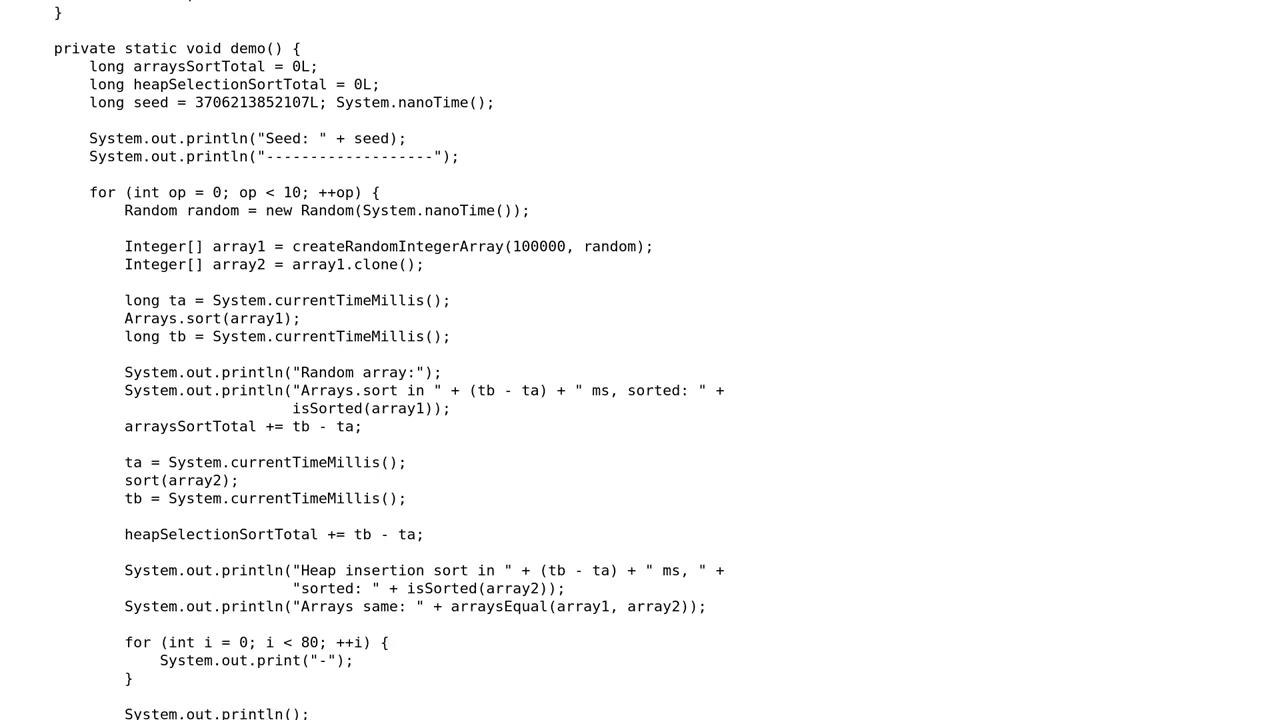 }
private static void demo() {
long arraysSortTotal = 0L;
long heapSelectionSortTotal = 0L;
long seed = 3706213852107L; System.nanoTime();
System.out.println("Seed: " + seed);
System.out.println("-------------------");
for (int op = 0; op < 10; ++op) {
Random random = new Random(System.nanoTime());
Integer[] array1 = createRandomIntegerArray(100000, random);
Integer[] array2 = array1.clone();
long ta = System.currentTimeMillis();
Arrays.sort(array1);
long tb = System.currentTimeMillis();
System.out.println("Random array:");
System.out.println("Arrays.sort in " + (tb - ta) + " ms, sorted: " +
isSorted(array1));
arraysSortTotal += tb - ta;
ta = System.currentTimeMillis();
sort(array2);
tb = System.currentTimeMillis();
heapSelectionSortTotal += tb - ta;
System.out.println("Heap insertion sort in " + (tb - ta) + " ms, " +
"sorted: " + isSorted(array2));
System.out.println("Arrays same: " + arraysEqual(array1, array2));
for (int i = 0; i < 80; ++i) {
System.out.print("-");
}
System.out.println();